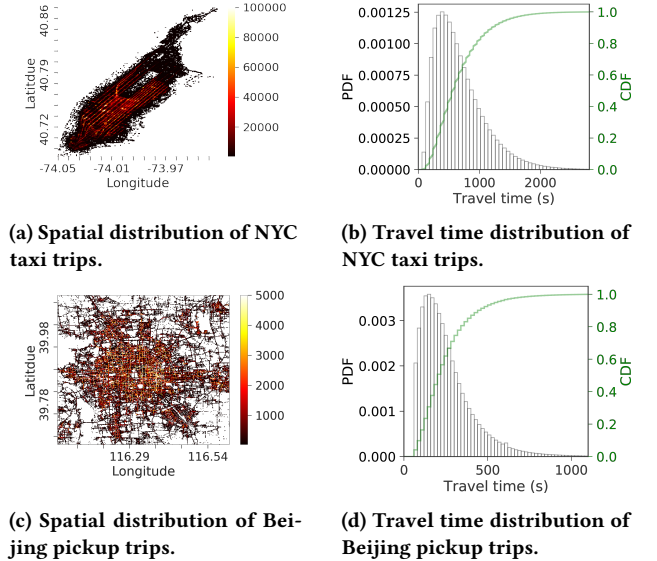 40.86
40.79
40.72
Latitdue
-74.05 -74.01 -73.97
Longitude
100000
80000
60000
40000
20000
0.00125
0.00100
0.00075
0.00050
0.00025
0.00000
PDF
0 1000 2000
Travel time (s)
1.0
0.8
0.6
0.4
0.2
0.0
CDF
(a) Spatial distribution of NYC
taxi trips.
(b) Travel time distribution of
NYC taxi trips.
39.98
39.78
Latitdue
116.29 116.54
Longitude
5000
4000
3000
2000
1000
0.003
0.002
0.001
0.000
PDF
0 500 1000
Travel time (s)
1.0
0.8
0.6
0.4
0.2
0.0
CDF
(c) Spatial distribution of Bei-
jing pickup trips.
(d) Travel time distribution of
Beijing pickup trips.